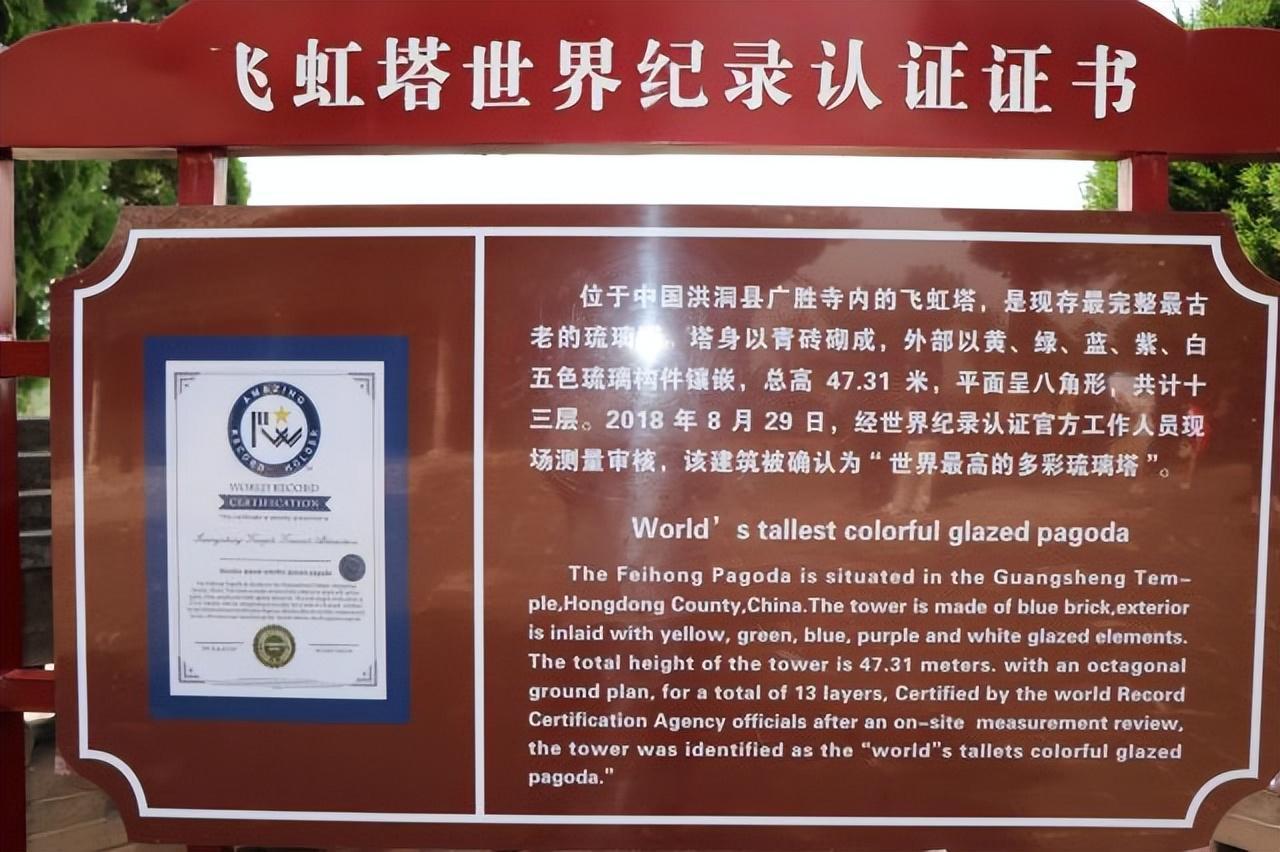 飞虹塔世界纪录认证证书
AMAZING
RECORD HOLDER
WORLD RECORD
CERTIFICATION
位于中国洪洞县广胜寺内的飞虹塔，是现存最完整最古
老的琉璃 。塔身以青砖砌成，外部以黄、绿、蓝、紫、白
五色琉璃构件镶嵌，总高 47.31 米，平面呈八角形，共计十
三层。2018 年 8 月 29 日，经世界纪录认证官方工作人员现
场测量审核，该建筑被确认为“世界最高的多彩琉璃塔”。
World’s tallest colorful glazed pagoda
The Feihong Pagoda is situated in the Guangsheng Tem-
ple,Hongdong County,China.The tower is made of blue brick,exterior
is inlaid with yellow, green, blue, purple and white glazed elements.
The total height of the tower is 47.31 meters. with an octagonal
ground plan, for a total of 13 layers, Certified by the world Record
Certification Agency officials after an on-site measurement review,
the tower was identified as the "world"s tallets colorful glazed
pagoda."